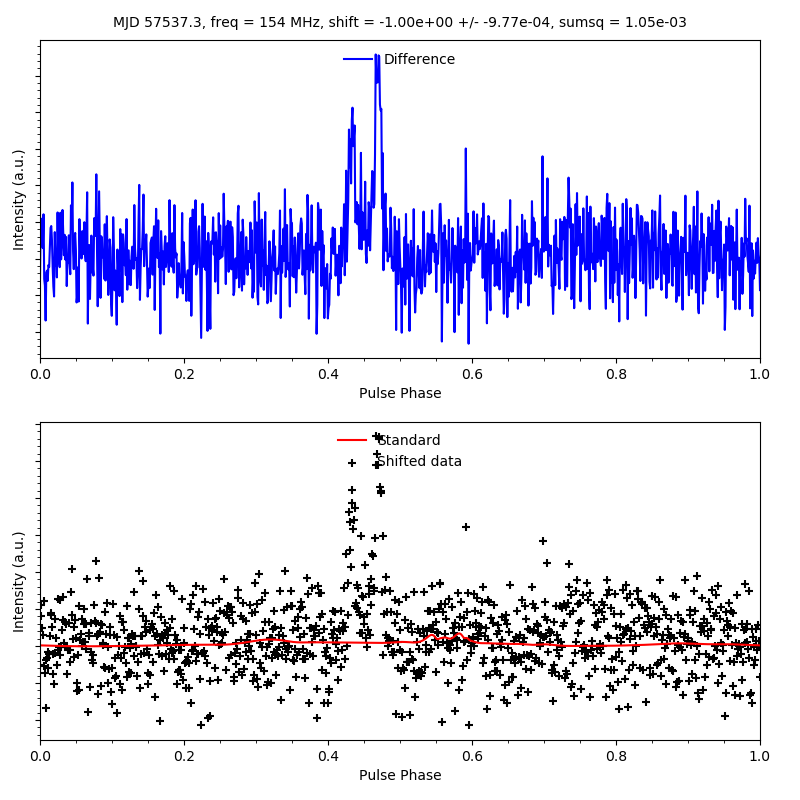 MJD 57537.3, freq = 154 MHz, shift = -1.00e+00 +/- -9.77e-04, sumsq = 1.05e-03
Difference
Intensity (a.u.)
0.0 0.2 0.4 0.6 0.8 1.0
Pulse Phase
Standard
Shifted data
Intensity (a.u.)
0.0 0.2 0.4 0.6 0.8 1.0
Pulse Phase